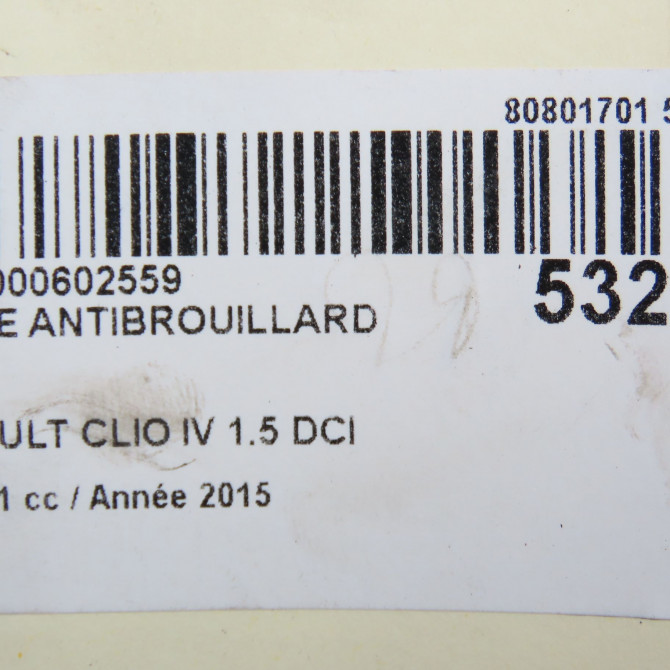 80801701 5
000602559
532
E ANTIBROUILLARD
ULT CLIO IV 1.5 DCI
1 cc / Année 2015